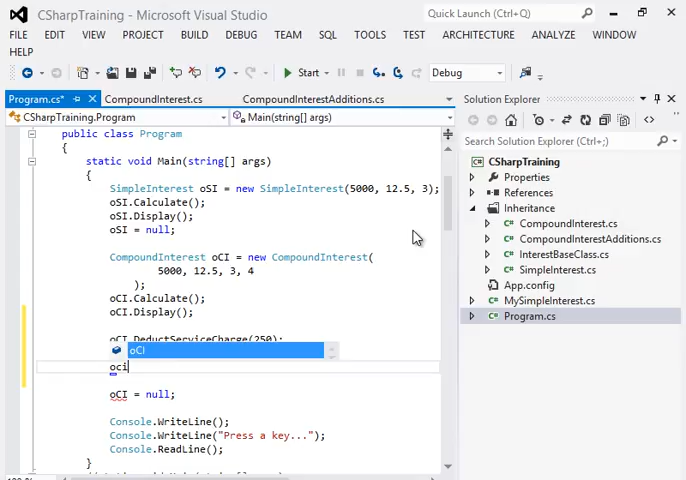 CSharpTraining - Microsoft Visual Studio
Quick Launch (Ctrl+Q)
FILE EDIT VIEW PROJECT BUILD DEBUG TEAM SQL TOOLS TEST ARCHITECTURE ANALYZE WINDOW
HELP
Start Debug
Program.cs* CompoundInterest.cs CompoundInterestAdditions.cs
CSharpTraining.Program Main(string[] args)
public class Program
{
static void Main(string[] args)
{
SimpleInterest oSI = new SimpleInterest(5000, 12.5, 3);
oSI.Calculate();
oSI.Display();
oSI = null;
CompoundInterest oCI = new CompoundInterest(
5000, 12.5, 3, 4
);
oCI.Calculate();
oCI.Display();
oCI.DeductServiceCharge(250);
oCI
oci
oCI = null;
Console.WriteLine();
Console.WriteLine("Press a key...");
Console.ReadLine();
}
Solution Explorer
Search Solution Explorer (Ctrl+;)
CSharpTraining
Properties
References
Inheritance
CompoundInterest.cs
CompoundInterestAdditions.cs
InterestBaseClass.cs
SimpleInterest.cs
App.config
MySimpleInterest.cs
Program.cs